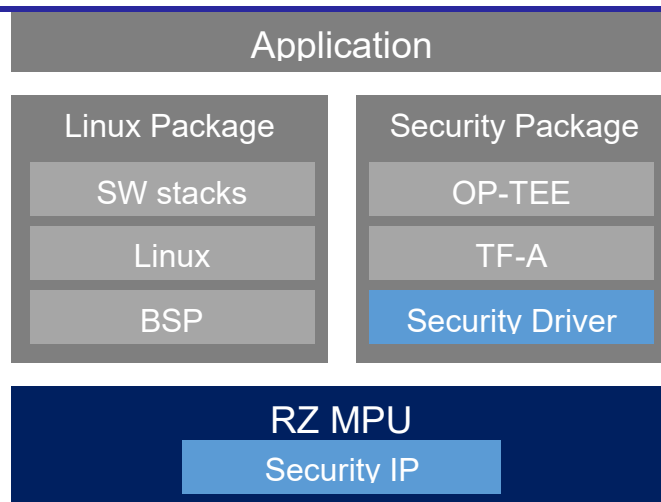 Application
Linux Package
SW stacks
Linux
BSP
Security Package
OP-TEE
TF-A
Security Driver
RZ MPU
Security IP